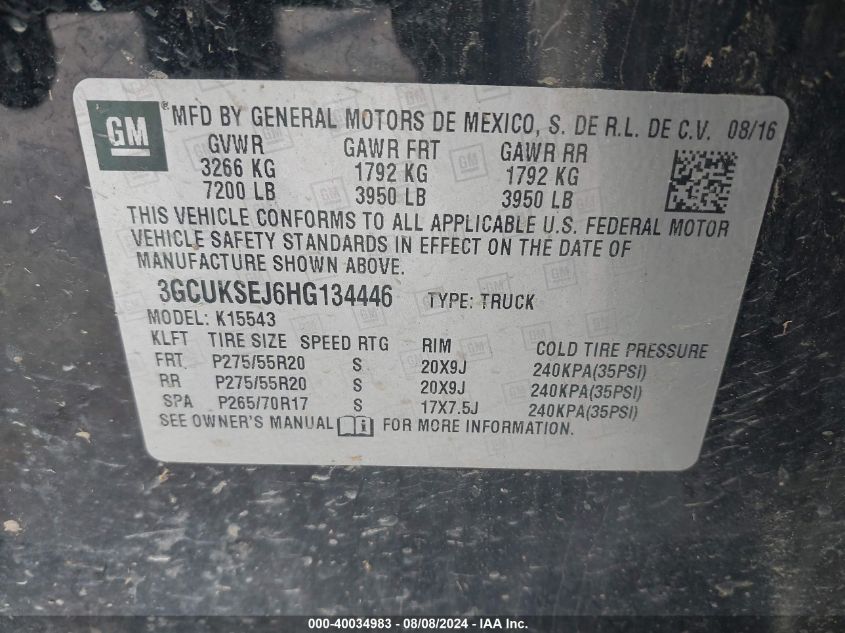 GM
® MFD BY GENERAL MOTORS DE MEXICO, S. DE R.L. DE C.V. 08/16
GVWR GAWR FRT GAWR RR
3266 KG 1792 KG 1792 KG
7200 LB 3950 LB 3950 LB
THIS VEHICLE CONFORMS TO ALL APPLICABLE U.S. FEDERAL MOTOR
VEHICLE SAFETY STANDARDS IN EFFECT ON THE DATE OF
MANUFACTURE SHOWN ABOVE.
3GCUKSEJ6HG134446 TYPE: TRUCK
MODEL: K15543
KLFT TIRE SIZE SPEED RTG RIM COLD TIRE PRESSURE
FRT P275/55R20 S 20X9J 240KPA(35PSI)
RR P275/55R20 S 20X9J 240KPA(35PSI)
SPA P265/70R17 S 17X7.5J 240KPA(35PSI)
SEE OWNER'S MANUAL FOR MORE INFORMATION.
000-40034983 - 08/08/2024 - IAA Inc.